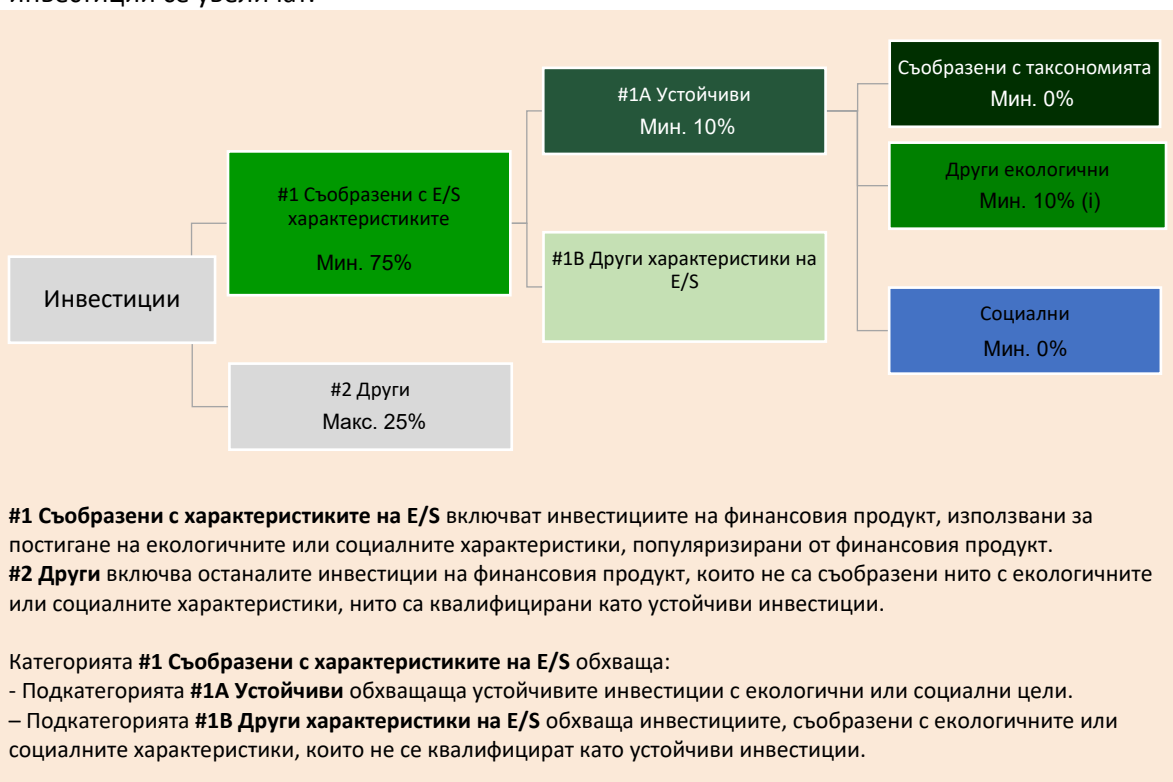 Съобразени с таксономията
Мин. 0%
#1A Устойчиви
Мин. 10%
Други екологични
Мин. 10% (i)
#1 Съобразени с E/S
характеристиките
Мин. 75%
#1B Други характеристики на
E/S
Инвестиции
Социални
Мин. 0%
#2 Други
Макс. 25%
#1 Съобразени с характеристиките на E/S включват инвестициите на финансовия продукт, използвани за
постигане на екологичните или социалните характеристики, популяризирани от финансовия продукт.
#2 Други включва останалите инвестиции на финансовия продукт, които не са съобразени нито с екологичните
или социалните характеристики, нито са квалифицирани като устойчиви инвестиции.
Категорията #1 Съобразени с характеристиките на E/S обхваща:
- Подкатегорията #1A Устойчиви обхващаща устойчивите инвестиции с екологични или социални цели.
– Подкатегорията #1B Други характеристики на E/S обхваща инвестициите, съобразени с екологичните или
социалните характеристики, които не се квалифицират като устойчиви инвестиции.